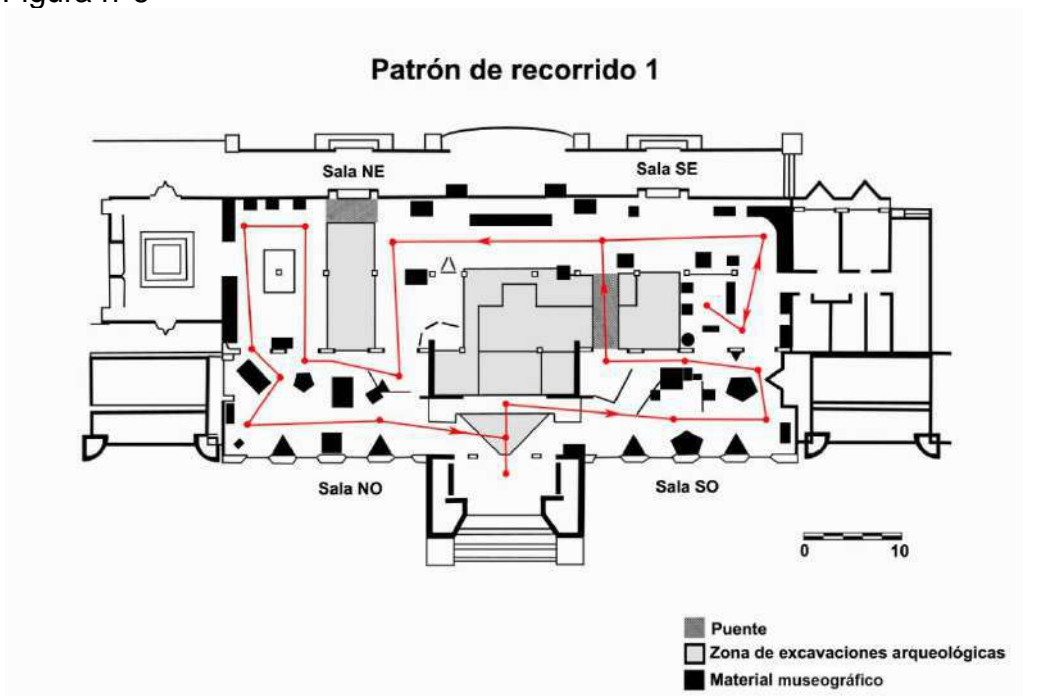 Patrón de recorrido 1
Sala NE
Sala SE
Sala NO
Sala SO
0 10
Puente
Zona de excavaciones arqueológicas
Material museográfico